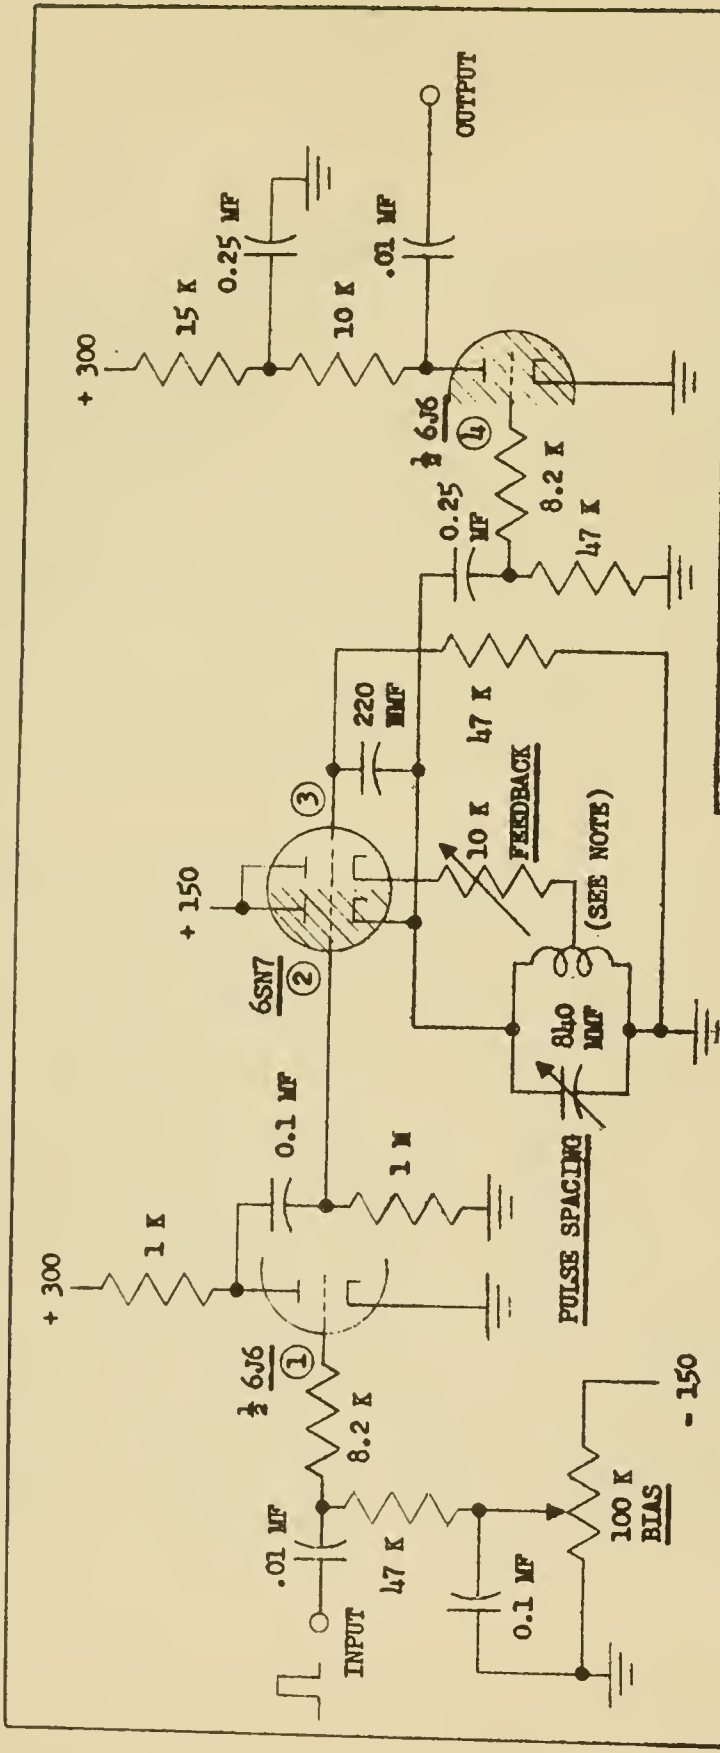 + 300
1 K
½ 6J6
①
.01 MF
INPUT
8.2 K
47 K
0.1 MF
100 K
BIAS
- 150
0.1 MF
1 M
+ 150
6SN7
②
③
220
MMF
47 K
10 K
FEEDBACK
(SEE NOTE)
840
MMF
PULSE SPACING
+ 300
15 K
0.25 MF
10 K
.01 MF
OUTPUT
½ 6J6
④
0.25
MF
8.2 K
47 K